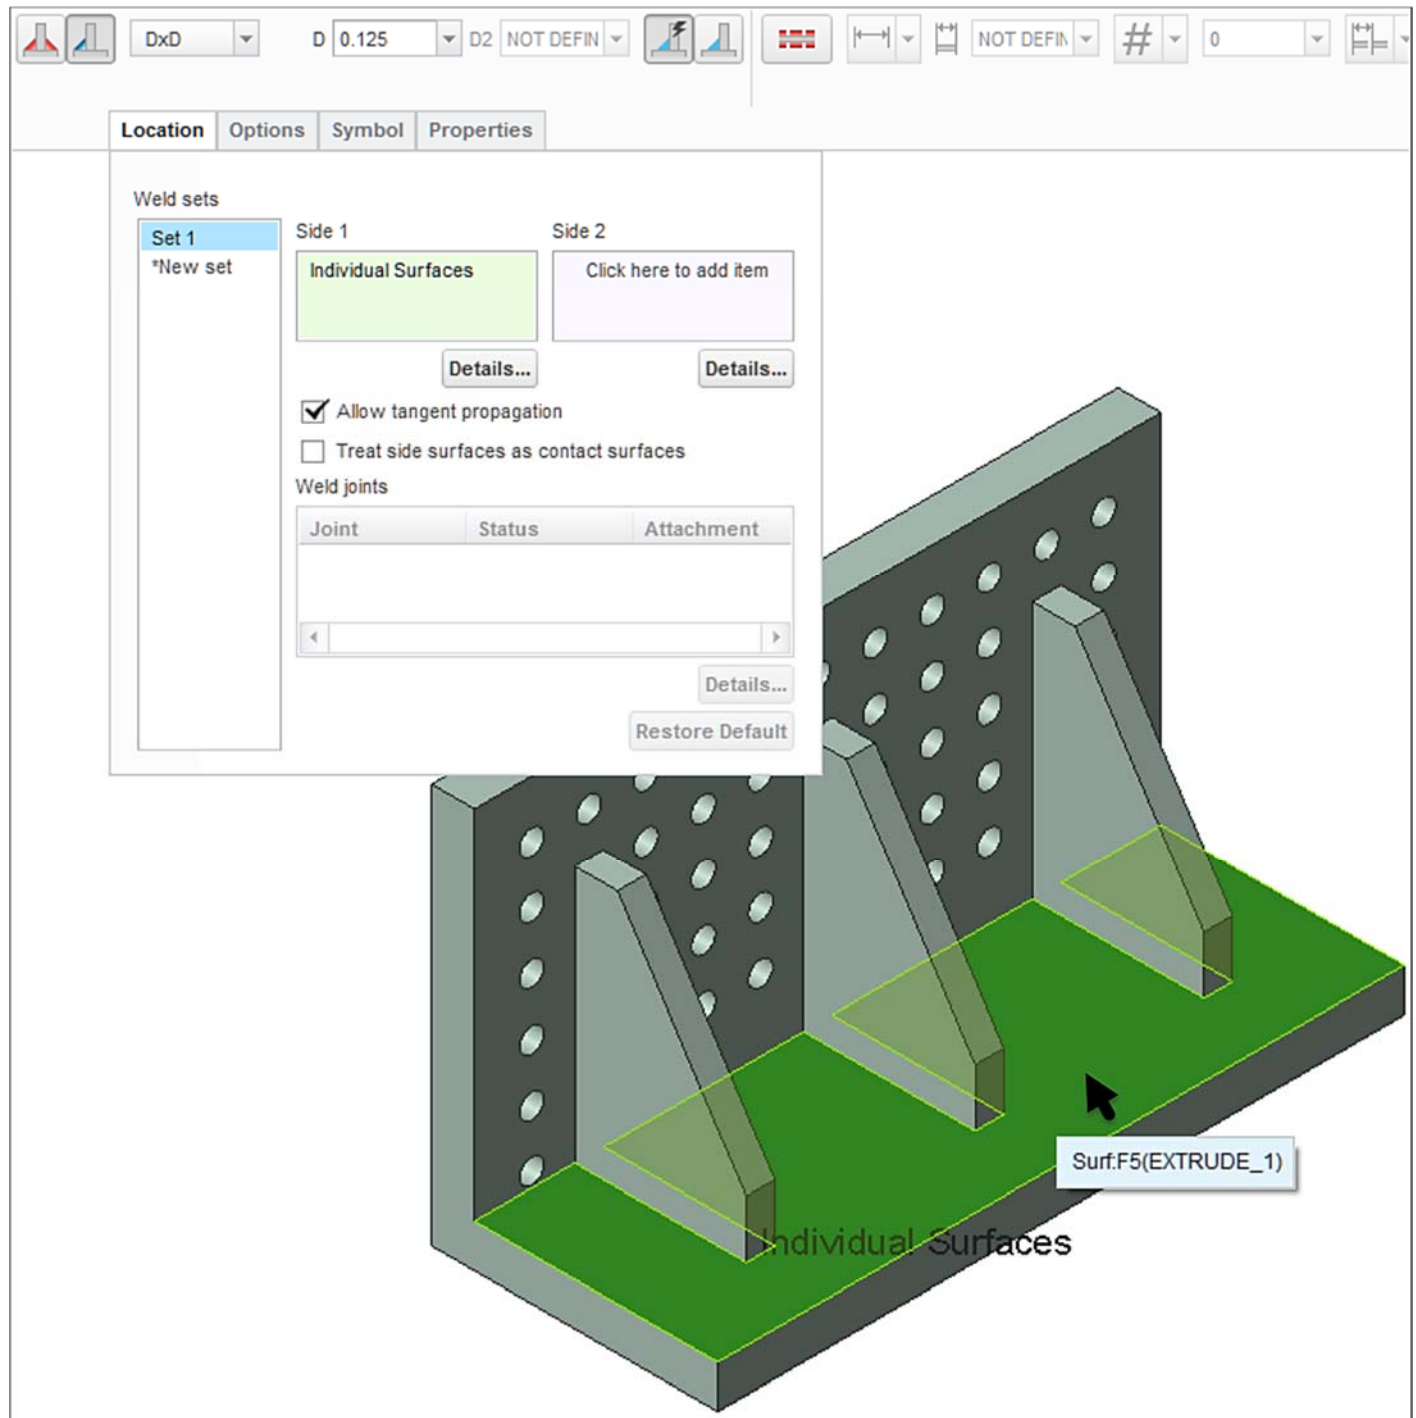 DxD D 0.125 D2 NOT DEFIN NOT DEFIN # 0
Location Options Symbol Properties
Weld sets
Set 1
*New set
Side 1 Side 2
Individual Surfaces Click here to add item
Details... Details...
Allow tangent propagation
Treat side surfaces as contact surfaces
Weld joints
Joint Status Attachment
Details...
Restore Default
Surf:F5(EXTRUDE_1)
Individual Surfaces